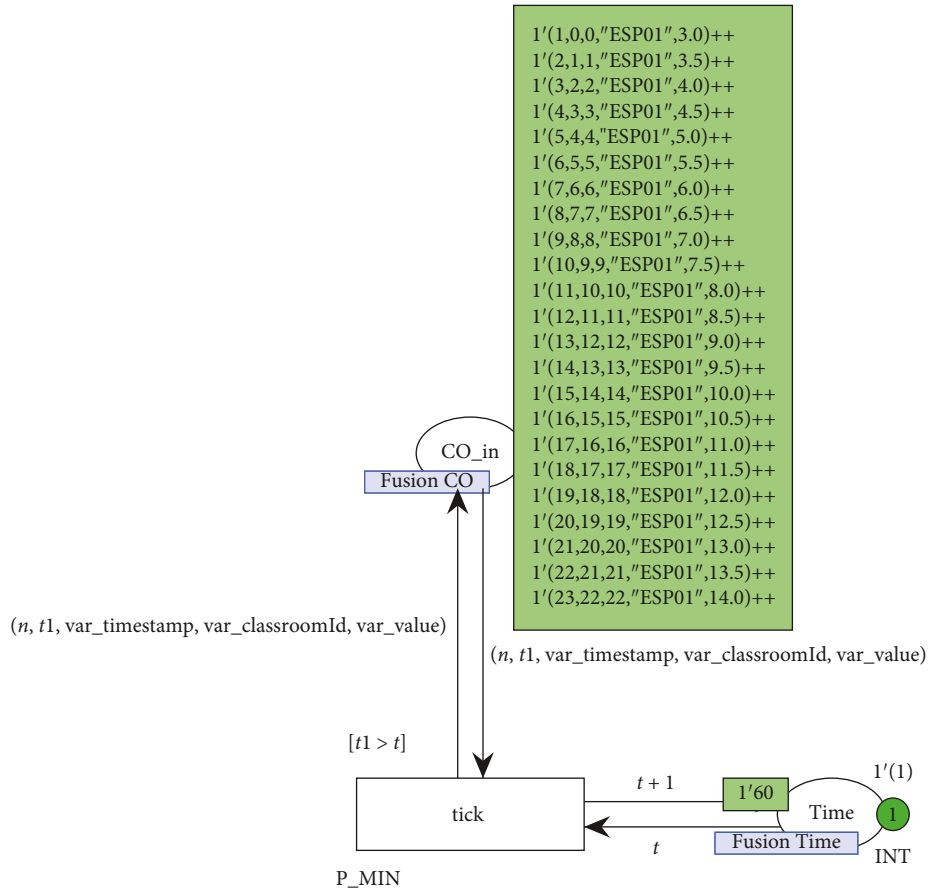 1′(1,0,0,″ESP01″,3.0)++
1′(2,1,1,″ESP01″,3.5)++
1′(3,2,2,″ESP01″,4.0)++
1′(4,3,3,″ESP01″,4.5)++
1′(5,4,4,"ESP01″,5.0)++
1′(6,5,5,″ESP01″,5.5)++
1′(7,6,6,″ESP01″,6.0)++
1′(8,7,7,″ESP01″,6.5)++
1′(9,8,8,″ESP01″,7.0)++
1′(10,9,9,″ESP01″,7.5)++
1′(11,10,10,″ESP01″,8.0)++
1′(12,11,11,″ESP01″,8.5)++
1′(13,12,12,″ESP01″,9.0)++
1′(14,13,13,″ESP01″,9.5)++
1′(15,14,14,″ESP01″,10.0)++
1′(16,15,15,″ESP01″,10.5)++
1′(17,16,16,″ESP01″,11.0)++
1′(18,17,17,″ESP01″,11.5)++
1′(19,18,18,″ESP01″,12.0)++
1′(20,19,19,″ESP01″,12.5)++
1′(21,20,20,″ESP01″,13.0)++
1′(22,21,21,″ESP01″,13.5)++
1′(23,22,22,″ESP01″,14.0)++
CO_in
Fusion CO
(n, t1, var_timestamp, var_classroomId, var_value)
(n, t1, var_timestamp, var_classroomId, var_value)
[t1 > t]
tick
P_MIN
t + 1
t
1′60
Time
Fusion Time
1′(1)
1
INT